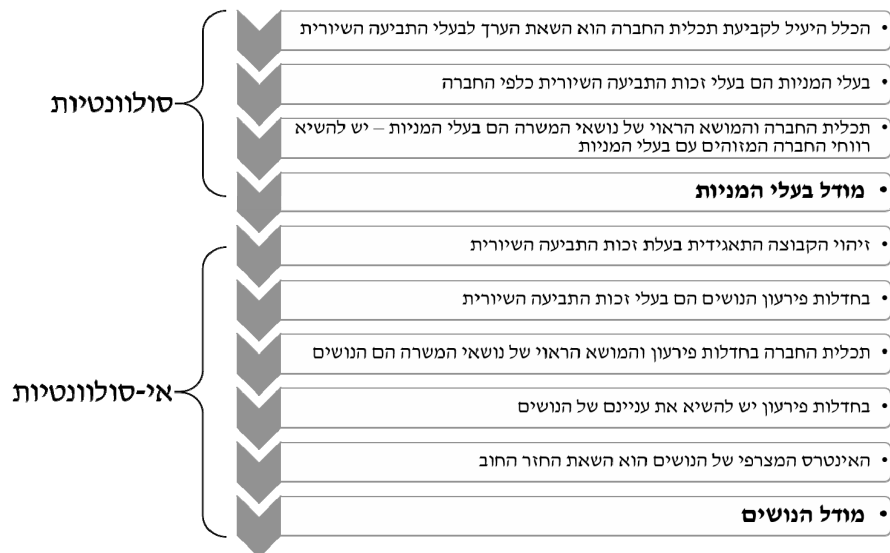 סולוונטיות
• הכלל היעיל לקביעת תכלית החברה הוא השאת הערך לבעלי התביעה השיורית
• בעלי המניות הם בעלי זכות התביעה השיורית כלפי החברה
• תכלית החברה והמושא הראוי של נושאי המשרה הם בעלי המניות – יש להשיא
רווחי החברה המזוהים עם בעלי המניות
• מודל בעלי המניות
אי-סולוונטיות
• זיהוי הקבוצה התאגידית בעלת זכות התביעה השיורית
• בחדלות פירעון הנושים הם בעלי זכות התביעה השיורית
• תכלית החברה בחדלות פירעון והמושא הראוי של נושאי המשרה הם הנושים
• בחדלות פירעון יש להשיא את עניינם של הנושים
• האינטרס המצרפי של הנושים הוא השאת החזר החוב
• מודל הנושים